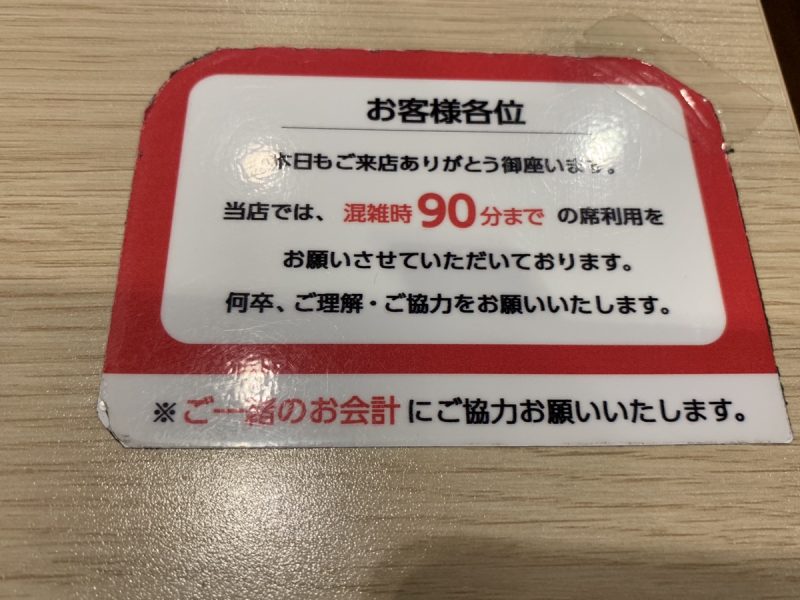 お客様各位
本日もご来店ありがとう御座います。
当店では、混雑時90分までの席利用を
お願いさせていただいております。
何卒、ご理解・ご協力をお願いいたします。
※ご一緒のお会計にご協力お願いいたします。